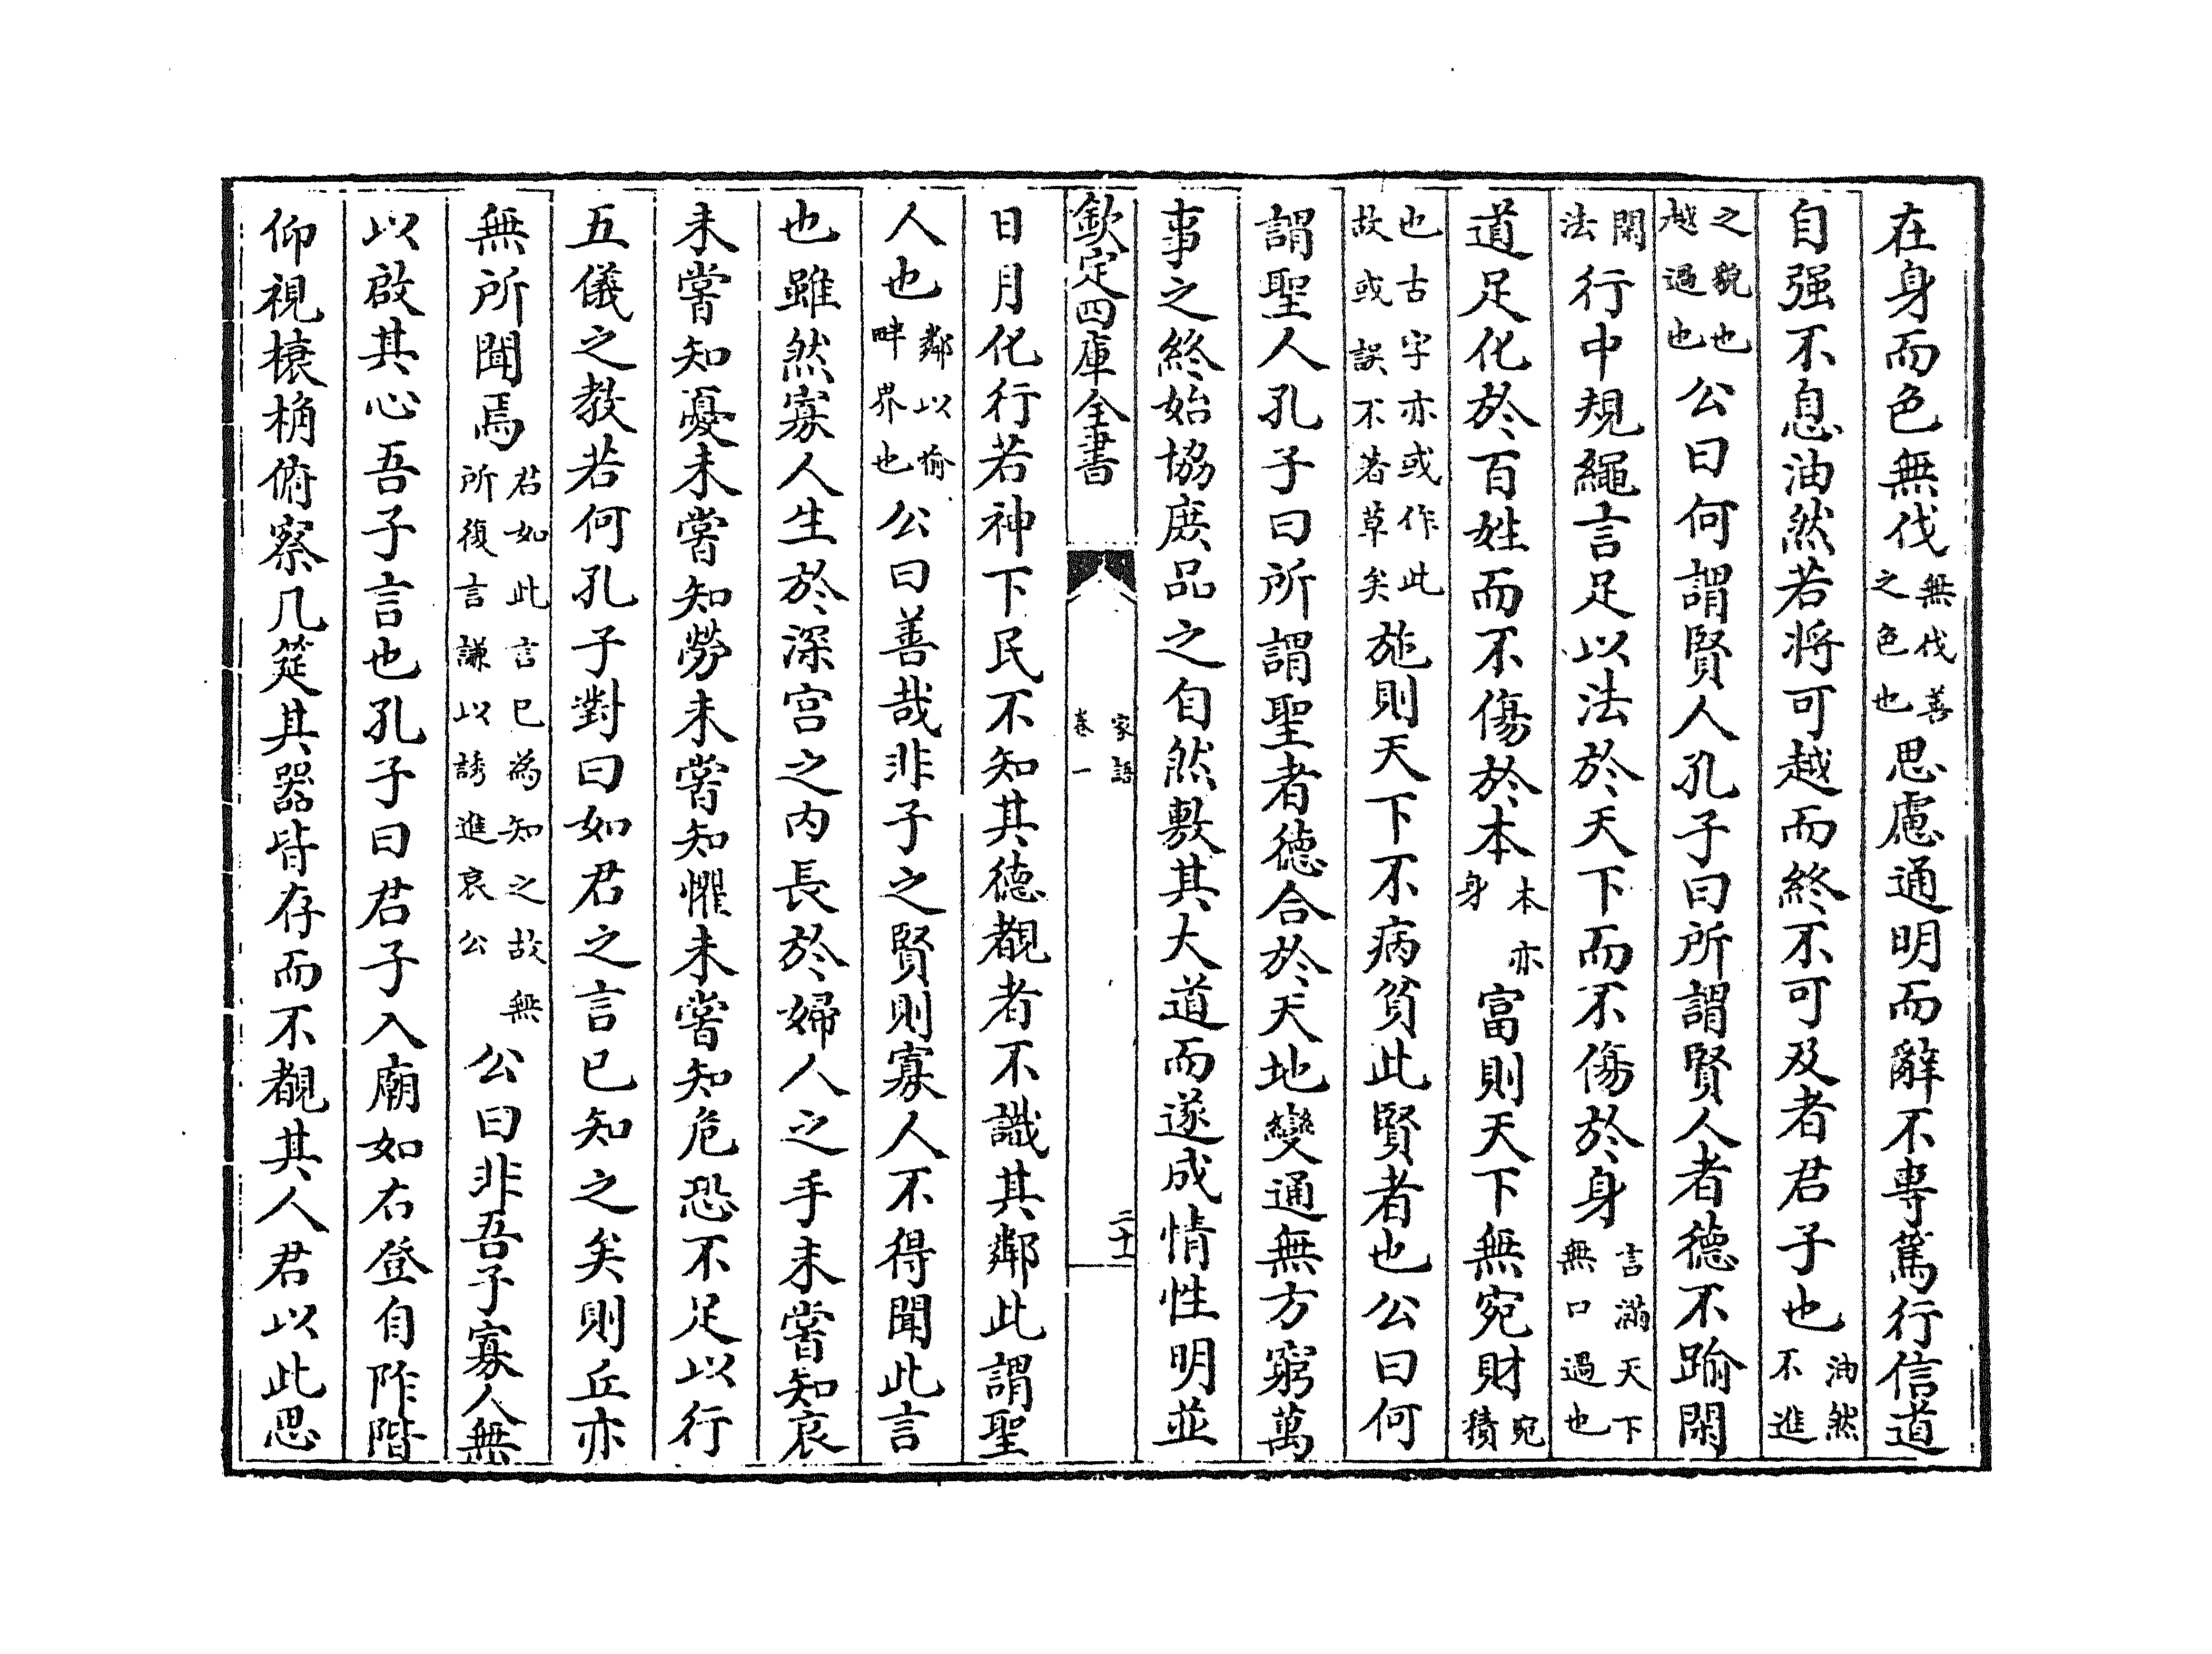 在身而色無伐無伐善之色也思慮通明而辭不專篤行信道
自强不息油然若將可越而終不可及者君子也油然不進
之貌也越過也公曰何謂賢人孔子曰所謂賢人者德不踰閑
閑法行中規繩言足以法於天下而不傷於身言滿天下無口過也
道足化於百姓而不傷於本本亦身富則天下無宛財宛積
也古字亦或作此故或誤不著草矣施則天下不病貧此賢者也公曰何
謂聖人孔子曰所謂聖者德合於天地變通無方窮萬
事之終始協庶品之自然敷其大道而遂成情性明並
欽定四庫全書 家語卷一 二十一
日月化行若神下民不知其德覩者不識其鄰此謂聖
人也鄰以喻畔界也公曰善哉非子之賢則寡人不得聞此言
也雖然寡人生於深宫之内長於婦人之手未嘗知哀
未嘗知憂未嘗知勞未嘗知懼未嘗知危恐不足以行
五儀之教若何孔子對曰如君之言已知之矣則丘亦
無所聞焉君如此言已為知之故無所復言謙以誘進哀公公曰非吾子寡人無
以啟其心吾子言也孔子曰君子入廟如右登自阼階
仰視榱桷俯察几筵其器皆存而不覩其人君以此思